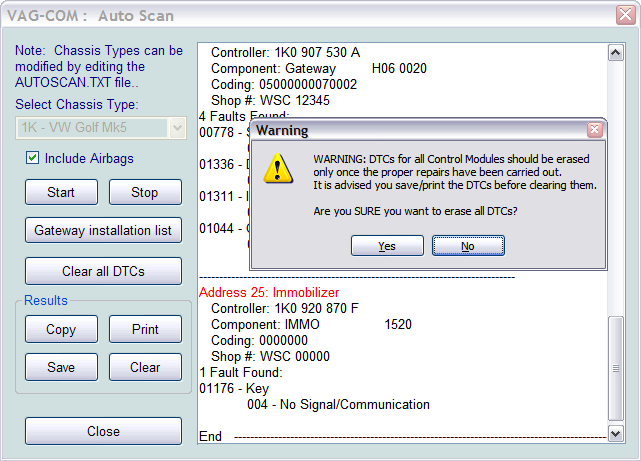 VAG-COM : Auto Scan
Note: Chassis Types can be
modified by editing the
AUTOSCAN.TXT file..
Select Chassis Type:
1K - VW Golf Mk5
Include Airbags
Start
Stop
Gateway installation list
Clear all DTCs
Results
Copy
Print
Save
Clear
Close
Controller: 1K0 907 530 A
Component: Gateway H06 0020
Coding: 05000000070002
Shop #: WSC 12345
4 Faults Found:
00778 - S
01336 - D
01311 - I
01044 - C
Warning
WARNING: DTCs for all Control Modules should be erased
only once the proper repairs have been carried out.
It is advised you save/print the DTCs before clearing them.
Are you SURE you want to erase all DTCs?
Yes
No
Address 25: Immobilizer
Controller: 1K0 920 870 F
Component: IMMO 1520
Coding: 0000000
Shop #: WSC 00000
1 Fault Found:
01176 - Key
004 - No Signal/Communication
End